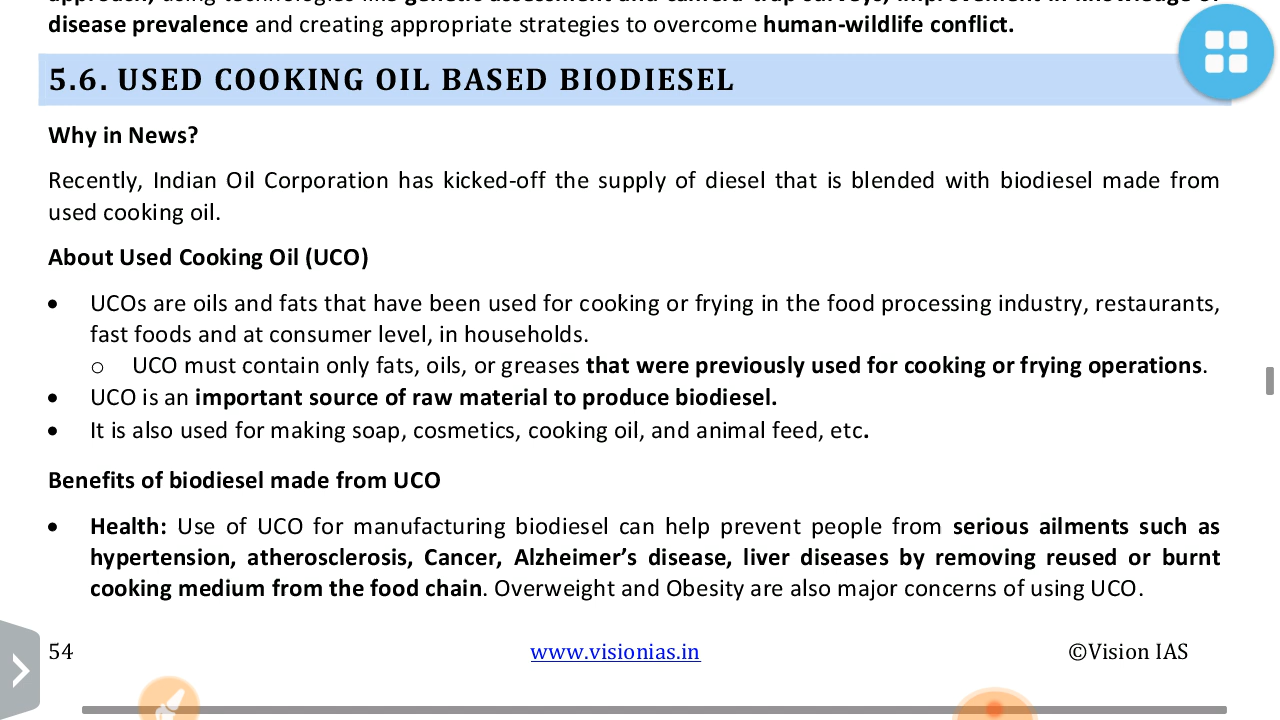 disease prevalence and creating appropriate strategies to overcome human-wildlife conflict.
5.6. USED COOKING OIL BASED BIODIESEL
Why in News?
Recently, Indian Oil Corporation has kicked-off the supply of diesel that is blended with biodiesel made from
used cooking oil.
About Used Cooking Oil (UCO)
• UCOs are oils and fats that have been used for cooking or frying in the food processing industry, restaurants,
fast foods and at consumer level, in households.
o UCO must contain only fats, oils, or greases that were previously used for cooking or frying operations.
• UCO is an important source of raw material to produce biodiesel.
• It is also used for making soap, cosmetics, cooking oil, and animal feed, etc.
Benefits of biodiesel made from UCO
• Health: Use of UCO for manufacturing biodiesel can help prevent people from serious ailments such as
hypertension, atherosclerosis, Cancer, Alzheimer’s disease, liver diseases by removing reused or burnt
cooking medium from the food chain. Overweight and Obesity are also major concerns of using UCO.
54 www.visionias.in ©Vision IAS